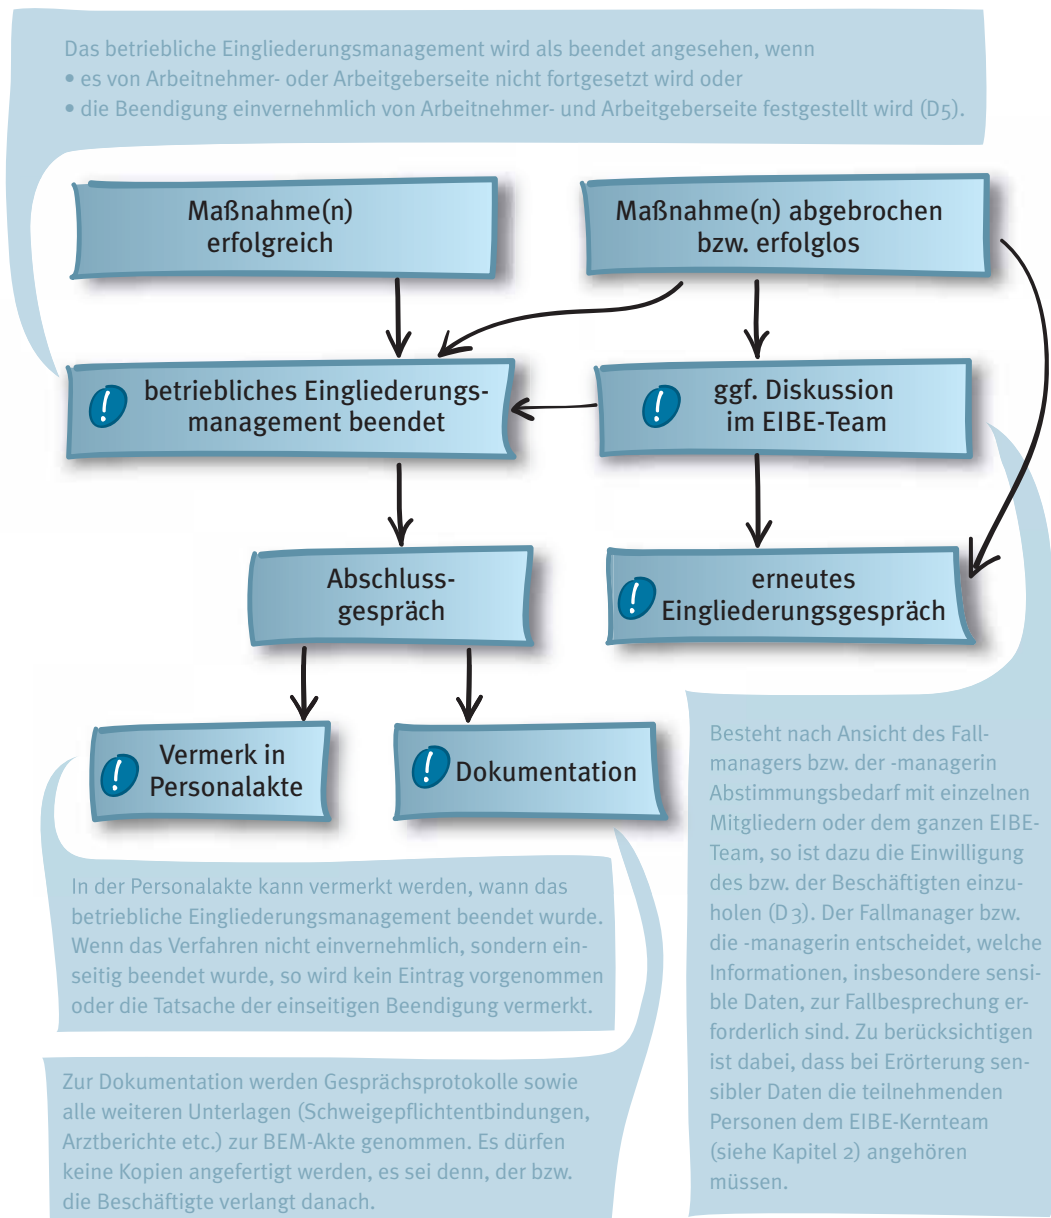 Das betriebliche Eingliederungsmanagement wird als beendet angesehen, wenn
• es von Arbeitnehmer- oder Arbeitgeberseite nicht fortgesetzt wird oder
• die Beendigung einvernehmlich von Arbeitnehmer- und Arbeitgeberseite festgestellt wird (D5).
Maßnahme(n)
erfolgreich
Maßnahme(n) abgebrochen
bzw. erfolglos
! betriebliches Eingliederungs-
management beendet
! ggf. Diskussion
im EIBE-Team
Abschluss-
gespräch
! erneutes
Eingliederungsgespräch
! Vermerk in
Personalakte
! Dokumentation
In der Personalakte kann vermerkt werden, wann das
betriebliche Eingliederungsmanagement beendet wurde.
Wenn das Verfahren nicht einvernehmlich, sondern ein-
seitig beendet wurde, so wird kein Eintrag vorgenommen
oder die Tatsache der einseitigen Beendigung vermerkt.
Zur Dokumentation werden Gesprächsprotokolle sowie
alle weiteren Unterlagen (Schweigepflichtentbindungen,
Arztberichte etc.) zur BEM-Akte genommen. Es dürfen
keine Kopien angefertigt werden, es sei denn, der bzw.
die Beschäftigte verlangt danach.
Besteht nach Ansicht des Fall-
managers bzw. der -managerin
Abstimmungsbedarf mit einzelnen
Mitgliedern oder dem ganzen EIBE-
Team, so ist dazu die Einwilligung
des bzw. der Beschäftigten einzu-
holen (D 3). Der Fallmanager bzw.
die -managerin entscheidet, welche
Informationen, insbesondere sensi-
ble Daten, zur Fallbesprechung er-
forderlich sind. Zu berücksichtigen
ist dabei, dass bei Erörterung sen-
sibler Daten die teilnehmenden
Personen dem EIBE-Kernteam
(siehe Kapitel 2) angehören
müssen.